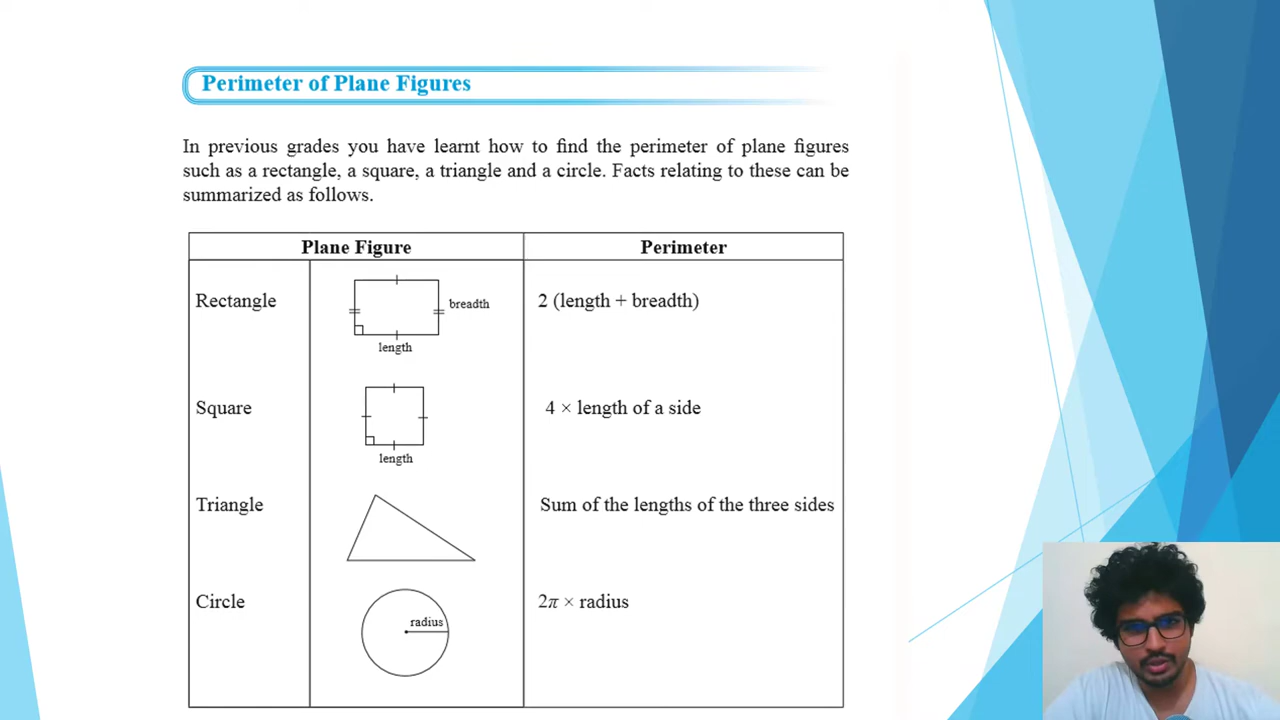 Perimeter of Plane Figures
In previous grades you have learnt how to find the perimeter of plane figures
such as a rectangle, a square, a triangle and a circle. Facts relating to these can be
summarized as follows.
Plane Figure Perimeter
Rectangle breadth 2 (length + breadth)
length
Square 4 × length of a side
length
Triangle Sum of the lengths of the three sides
Circle radius 2π × radius